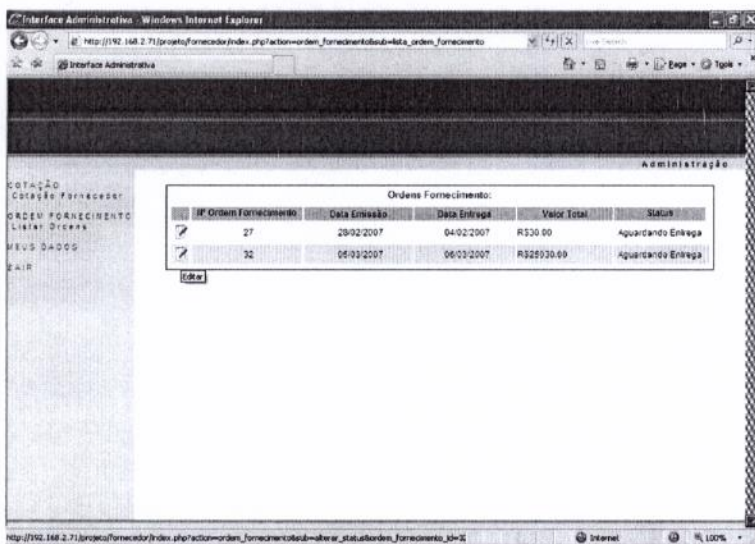 Interface Administrativa - Windows Internet Explorer
http://192.168.2.71/projeto/fornecedor/index.php?action=ordem_fornecimento&sub=lista_ordem_fornecimento
Interface Administrativa
Page Tools
Administração
COTAÇÃO
Cotação Fornecedor
ORDEM FORNECIMENTO
Listar Ordens
MEUS DADOS
SAIR
Ordens Fornecimento:
Nº Ordem Fornecimento Data Emissão Data Entrega Valor Total Status
27 28/02/2007 04/02/2007 R$30.00 Aguardando Entrega
32 05/03/2007 06/03/2007 Aguardando Entrega
Editar
http://192.168.2.71/projeto/fornecedor/index.php?action=ordem_fornecimento&sub=alterar_status&ordem_fornecimento_id=3
Internet 100%